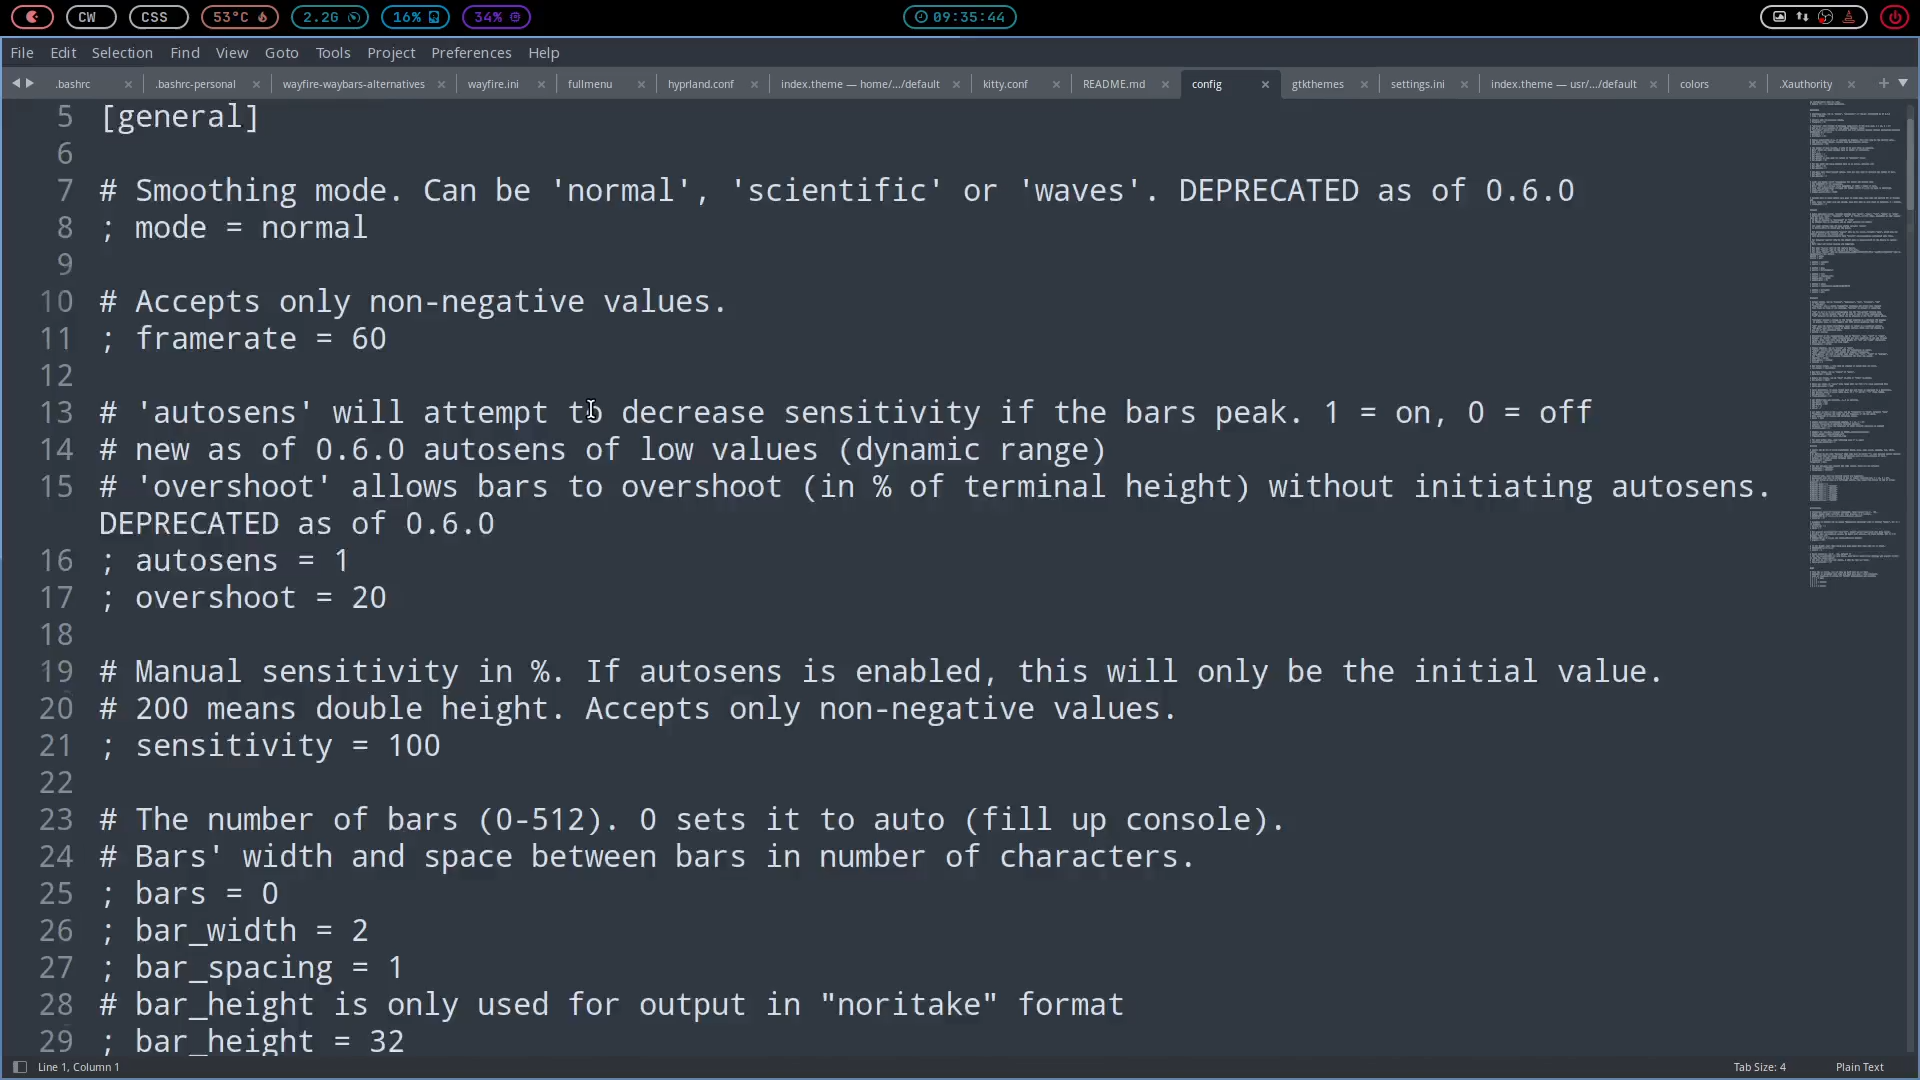 CW CSS 53°C 2.2G 16% 34% 09:35:44
File Edit Selection Find View Goto Tools Project Preferences Help
.bashrc .bashrc-personal wayfire-waybars-alternatives wayfire.ini fullmenu hyprland.conf index.theme — home/.../default kitty.conf README.md config gtkthemes settings.ini index.theme — usr/.../default colors .Xauthority
5 [general]
6
7 # Smoothing mode. Can be 'normal', 'scientific' or 'waves'. DEPRECATED as of 0.6.0
8 ; mode = normal
9
10 # Accepts only non-negative values.
11 ; framerate = 60
12
13 # 'autosens' will attempt to decrease sensitivity if the bars peak. 1 = on, 0 = off
14 # new as of 0.6.0 autosens of low values (dynamic range)
15 # 'overshoot' allows bars to overshoot (in % of terminal height) without initiating autosens.
DEPRECATED as of 0.6.0
16 ; autosens = 1
17 ; overshoot = 20
18
19 # Manual sensitivity in %. If autosens is enabled, this will only be the initial value.
20 # 200 means double height. Accepts only non-negative values.
21 ; sensitivity = 100
22
23 # The number of bars (0-512). 0 sets it to auto (fill up console).
24 # Bars' width and space between bars in number of characters.
25 ; bars = 0
26 ; bar_width = 2
27 ; bar_spacing = 1
28 # bar_height is only used for output in "noritake" format
29 ; bar_height = 32
Line 1, Column 1 Tab Size: 4 Plain Text